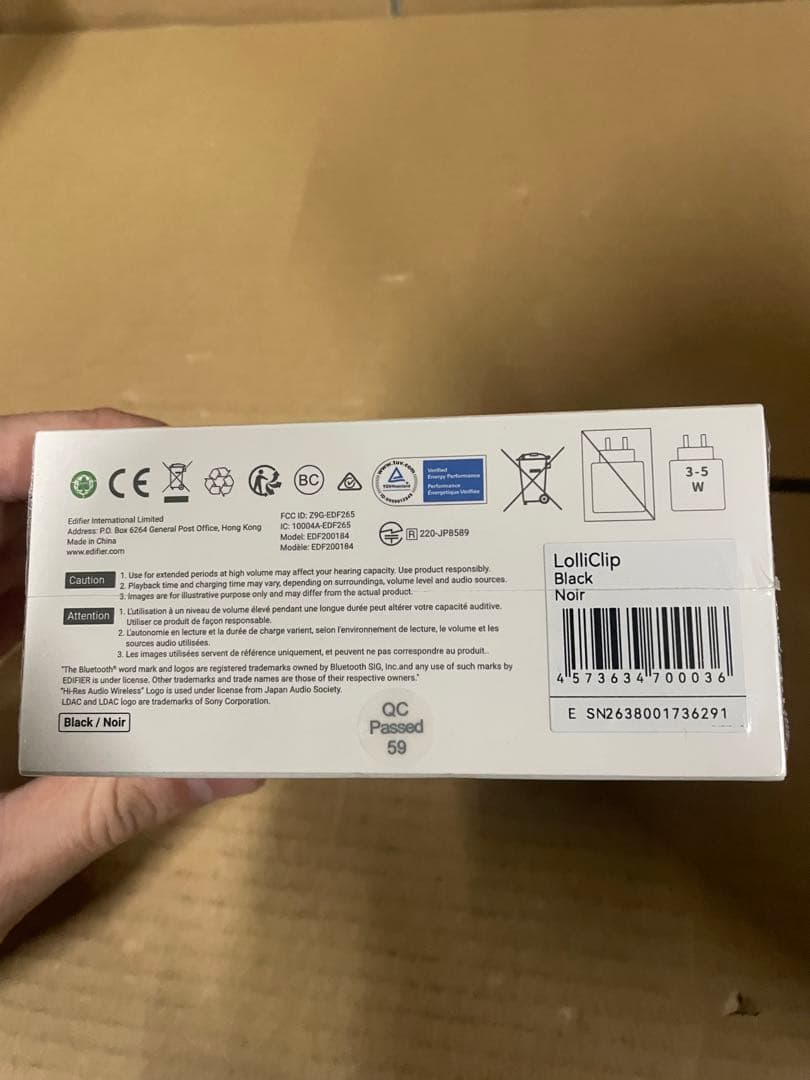 CE
BC
www.tuv.com
TÜVRheinland
Verified
Energy Performance
Performance
Énergétique Vérifiée
3-5
W
Edifier International Limited
Address: P.O. Box 6264 General Post Office, Hong Kong
Made in China
www.edifier.com
FCC ID: Z9G-EDF265
IC: 10004A-EDF265
Model: EDF200184
Modèle: EDF200184
R 220-JP8589
Caution
1. Use for extended periods at high volume may affect your hearing capacity. Use product responsibly.
2. Playback time and charging time may vary, depending on surroundings, volume level and audio sources.
3. Images are for illustrative purpose only and may differ from the actual product.
Attention
1. L'utilisation à un niveau de volume élevé pendant une longue durée peut altérer votre capacité auditive.
Utiliser ce produit de façon responsable.
2. L'autonomie en lecture et la durée de charge varient, selon l'environnement de lecture, le volume et les
sources audio utilisées.
3. Les images utilisées servent de référence uniquement, et peuvent ne pas correspondre au produit..
"The Bluetooth® word mark and logos are registered trademarks owned by Bluetooth SIG, Inc.and any use of such marks by
EDIFIER is under license. Other trademarks and trade names are those of their respective owners."
"Hi-Res Audio Wireless" Logo is used under license from Japan Audio Society.
LDAC and LDAC logo are trademarks of Sony Corporation.
Black / Noir
QC
Passed
59
LolliClip
Black
Noir
4 573634 700036
E SN2638001736291